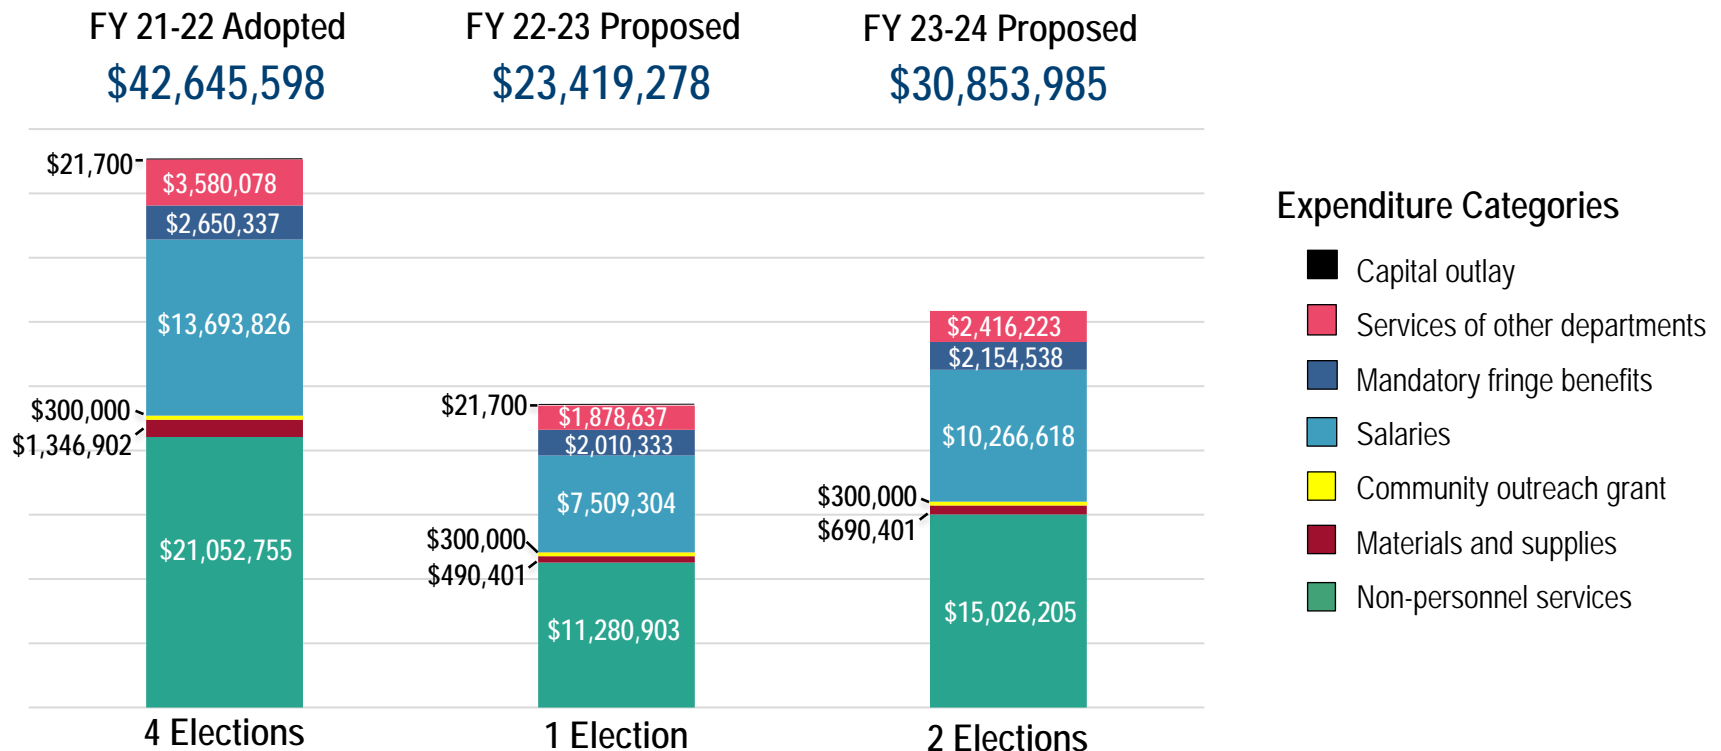 FY 21-22 Adopted
$42,645,598
FY 22-23 Proposed
$23,419,278
FY 23-24 Proposed
$30,853,985
$21,700
$3,580,078
$2,650,337
$13,693,826
$300,000
$1,346,902
$21,052,755
4 Elections
$21,700
$1,878,637
$2,010,333
$7,509,304
$300,000
$490,401
$11,280,903
1 Election
$2,416,223
$2,154,538
$10,266,618
$300,000
$690,401
$15,026,205
2 Elections
Expenditure Categories
Capital outlay
Services of other departments
Mandatory fringe benefits
Salaries
Community outreach grant
Materials and supplies
Non-personnel services